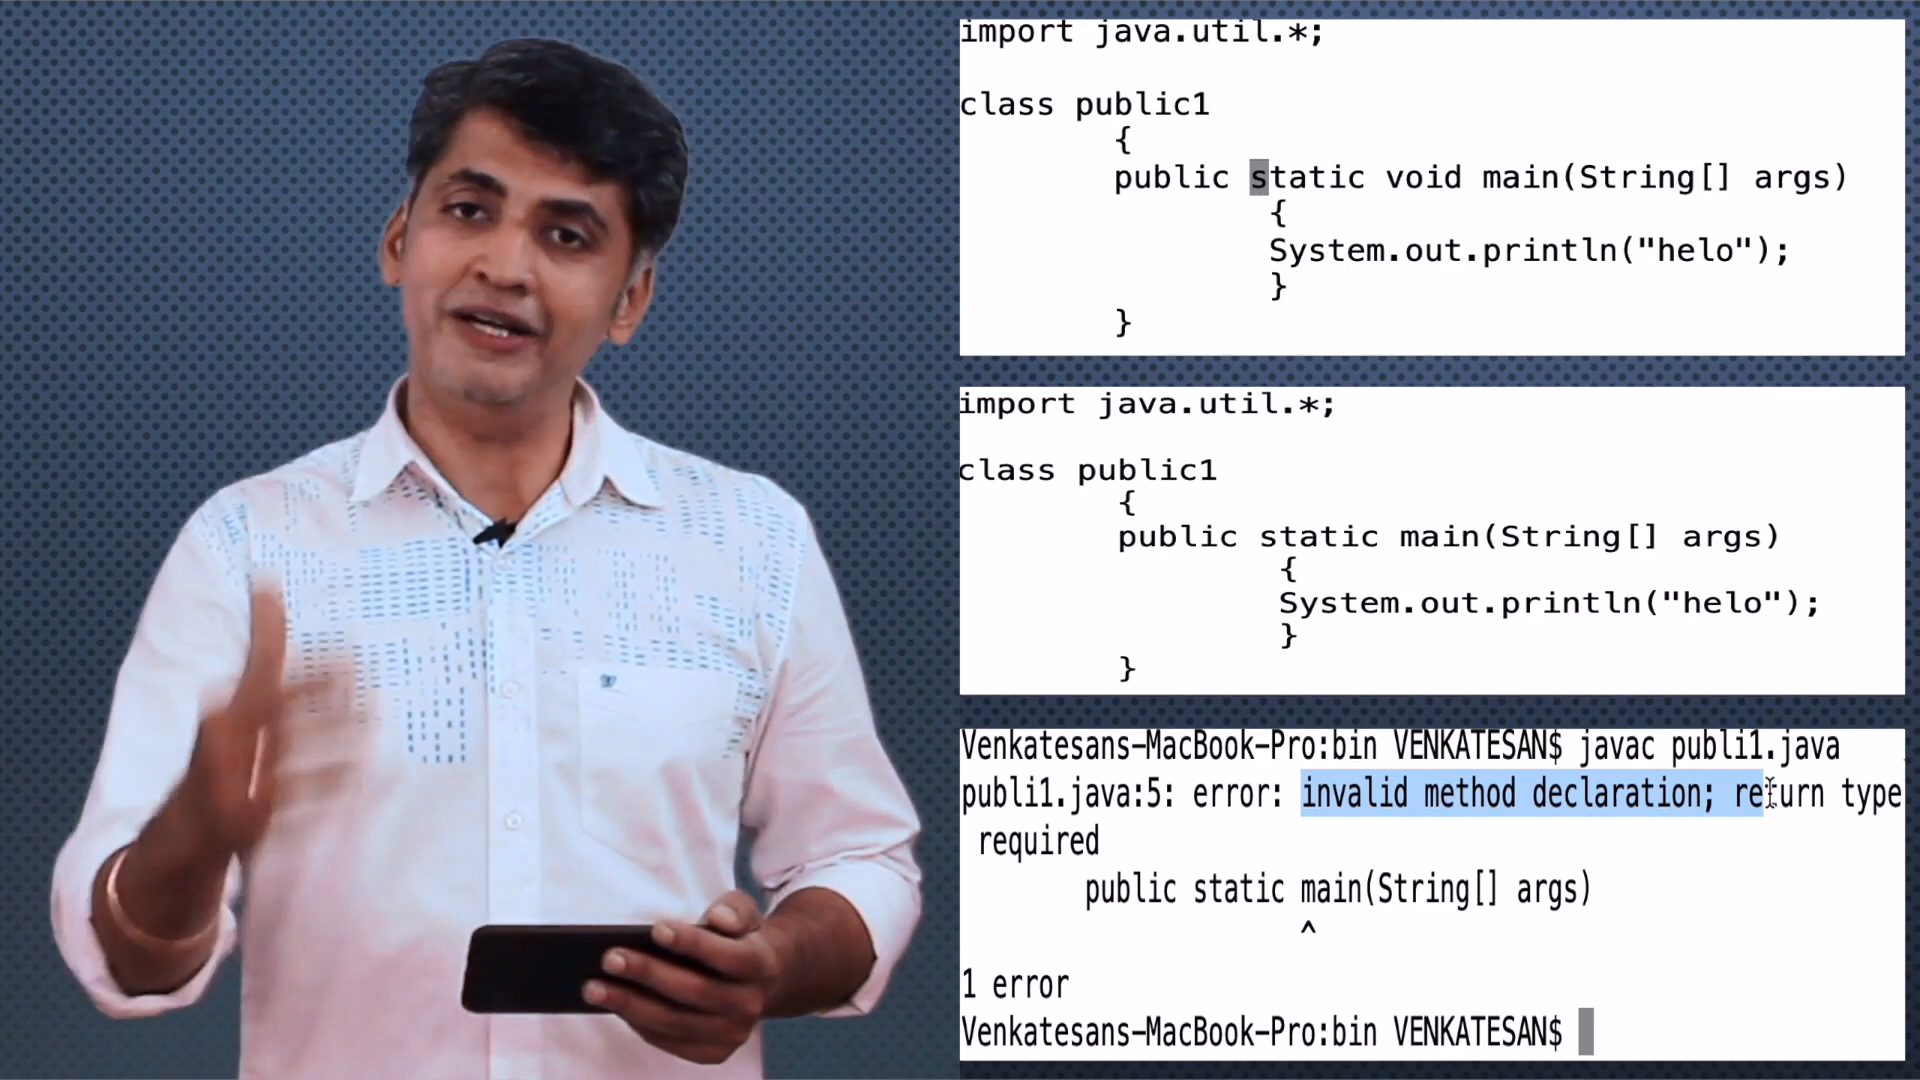 import java.util.*;
class public1
{
public static void main(String[] args)
{
System.out.println("helo");
}
}
import java.util.*;
class public1
{
public static main(String[] args)
{
System.out.println("helo");
}
}
Venkatesans-MacBook-Pro:bin VENKATESAN$ javac publi1.java
publi1.java:5: error: invalid method declaration; return type
required
public static main(String[] args)
^
1 error
Venkatesans-MacBook-Pro:bin VENKATESAN$